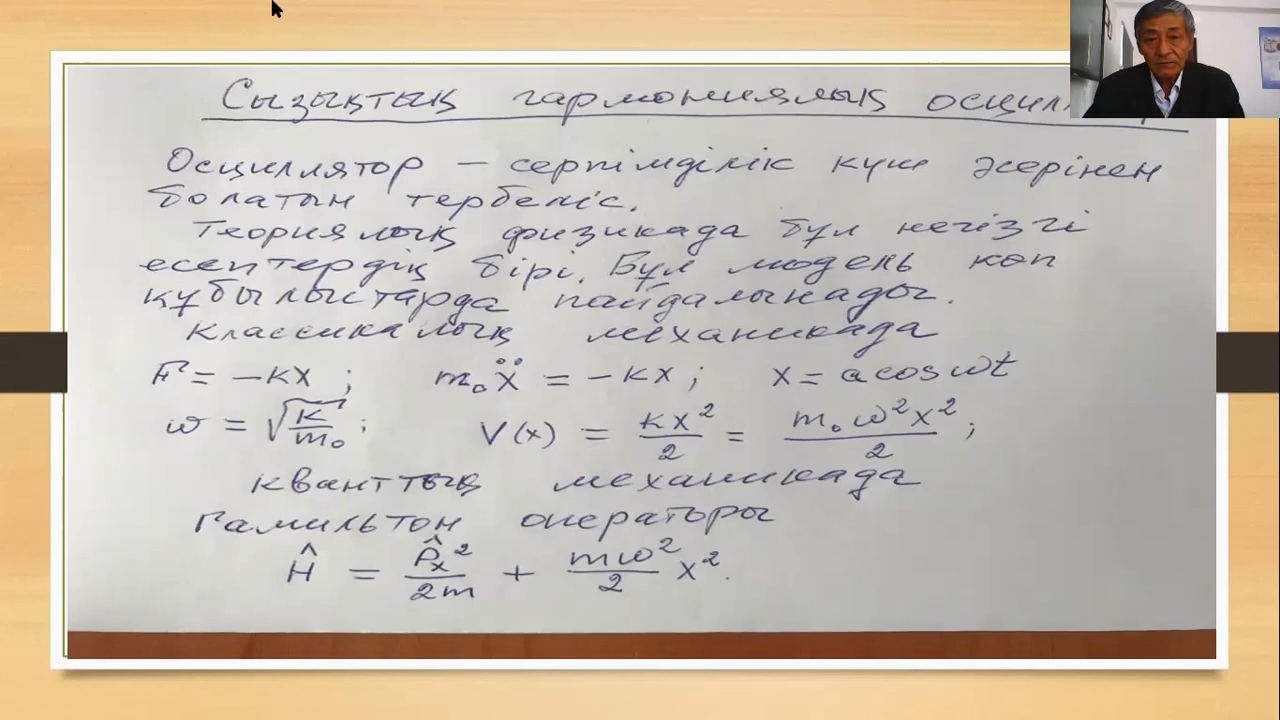 Сызықтық гармониялық
Осциллятор – серпімділік күш әсерінен
болатын тербеліс.
Теориялық физикада бұл негізгі
есептердің бірі. Бұл модель көп
құбылыстарда пайдалынады.
Классикалық механикада
F = -kx ; m₀ẍ = -kx ; x = a cos ωt
ω = √(k/m₀) ; V(x) = kx²/2 = m₀ω²x²/2 ;
Кванттық механикада
Гамильтон операторы
Ĥ = P̂ₓ²/2m + mω²/2 x².